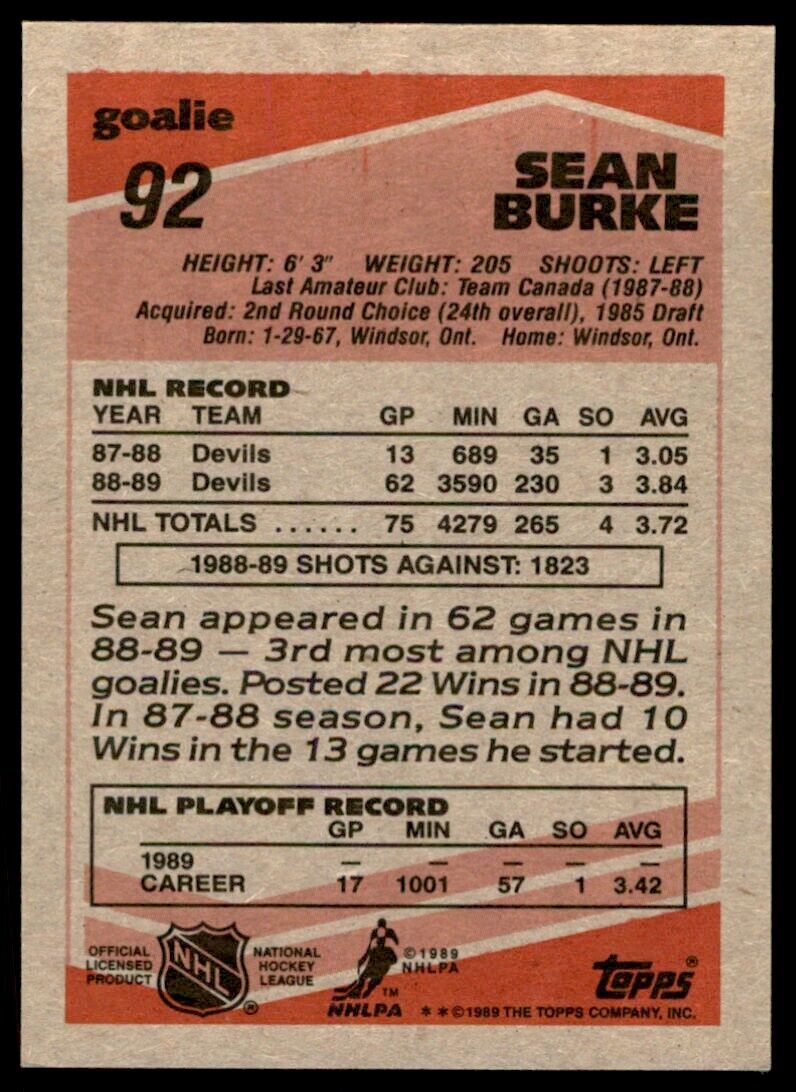 goalie
92
SEAN
BURKE
HEIGHT: 6' 3" WEIGHT: 205 SHOOTS: LEFT
Last Amateur Club: Team Canada (1987-88)
Acquired: 2nd Round Choice (24th overall), 1985 Draft
Born: 1-29-67, Windsor, Ont. Home: Windsor, Ont.
NHL RECORD
YEAR TEAM GP MIN GA SO AVG
87-88 Devils 13 689 35 1 3.05
88-89 Devils 62 3590 230 3 3.84
NHL TOTALS ...... 75 4279 265 4 3.72
1988-89 SHOTS AGAINST: 1823
Sean appeared in 62 games in
88-89 — 3rd most among NHL
goalies. Posted 22 Wins in 88-89.
In 87-88 season, Sean had 10
Wins in the 13 games he started.
NHL PLAYOFF RECORD
GP MIN GA SO AVG
1989 — — — — —
CAREER 17 1001 57 1 3.42
OFFICIAL
LICENSED
PRODUCT
NHL
®
NATIONAL
HOCKEY
LEAGUE
©1989
NHLPA
TM
NHLPA
topps®
**©1989 THE TOPPS COMPANY, INC.